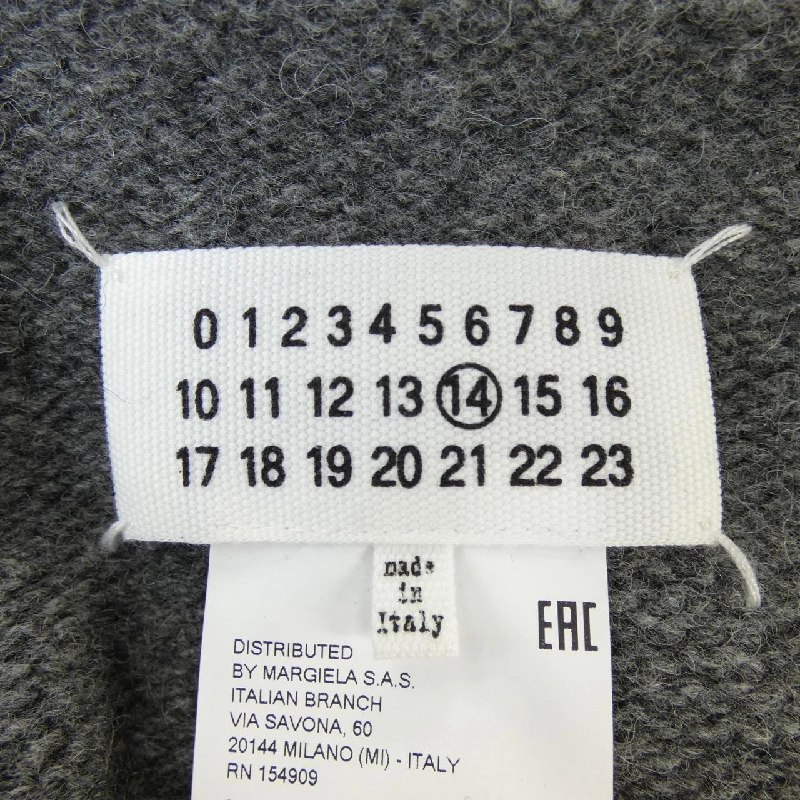 0 1 2 3 4 5 6 7 8 9
10 11 12 13 14 15 16
17 18 19 20 21 22 23
made
in
Italy
EAC
DISTRIBUTED
BY MARGIELA S.A.S.
ITALIAN BRANCH
VIA SAVONA, 60
20144 MILANO (MI) - ITALY
RN 154909